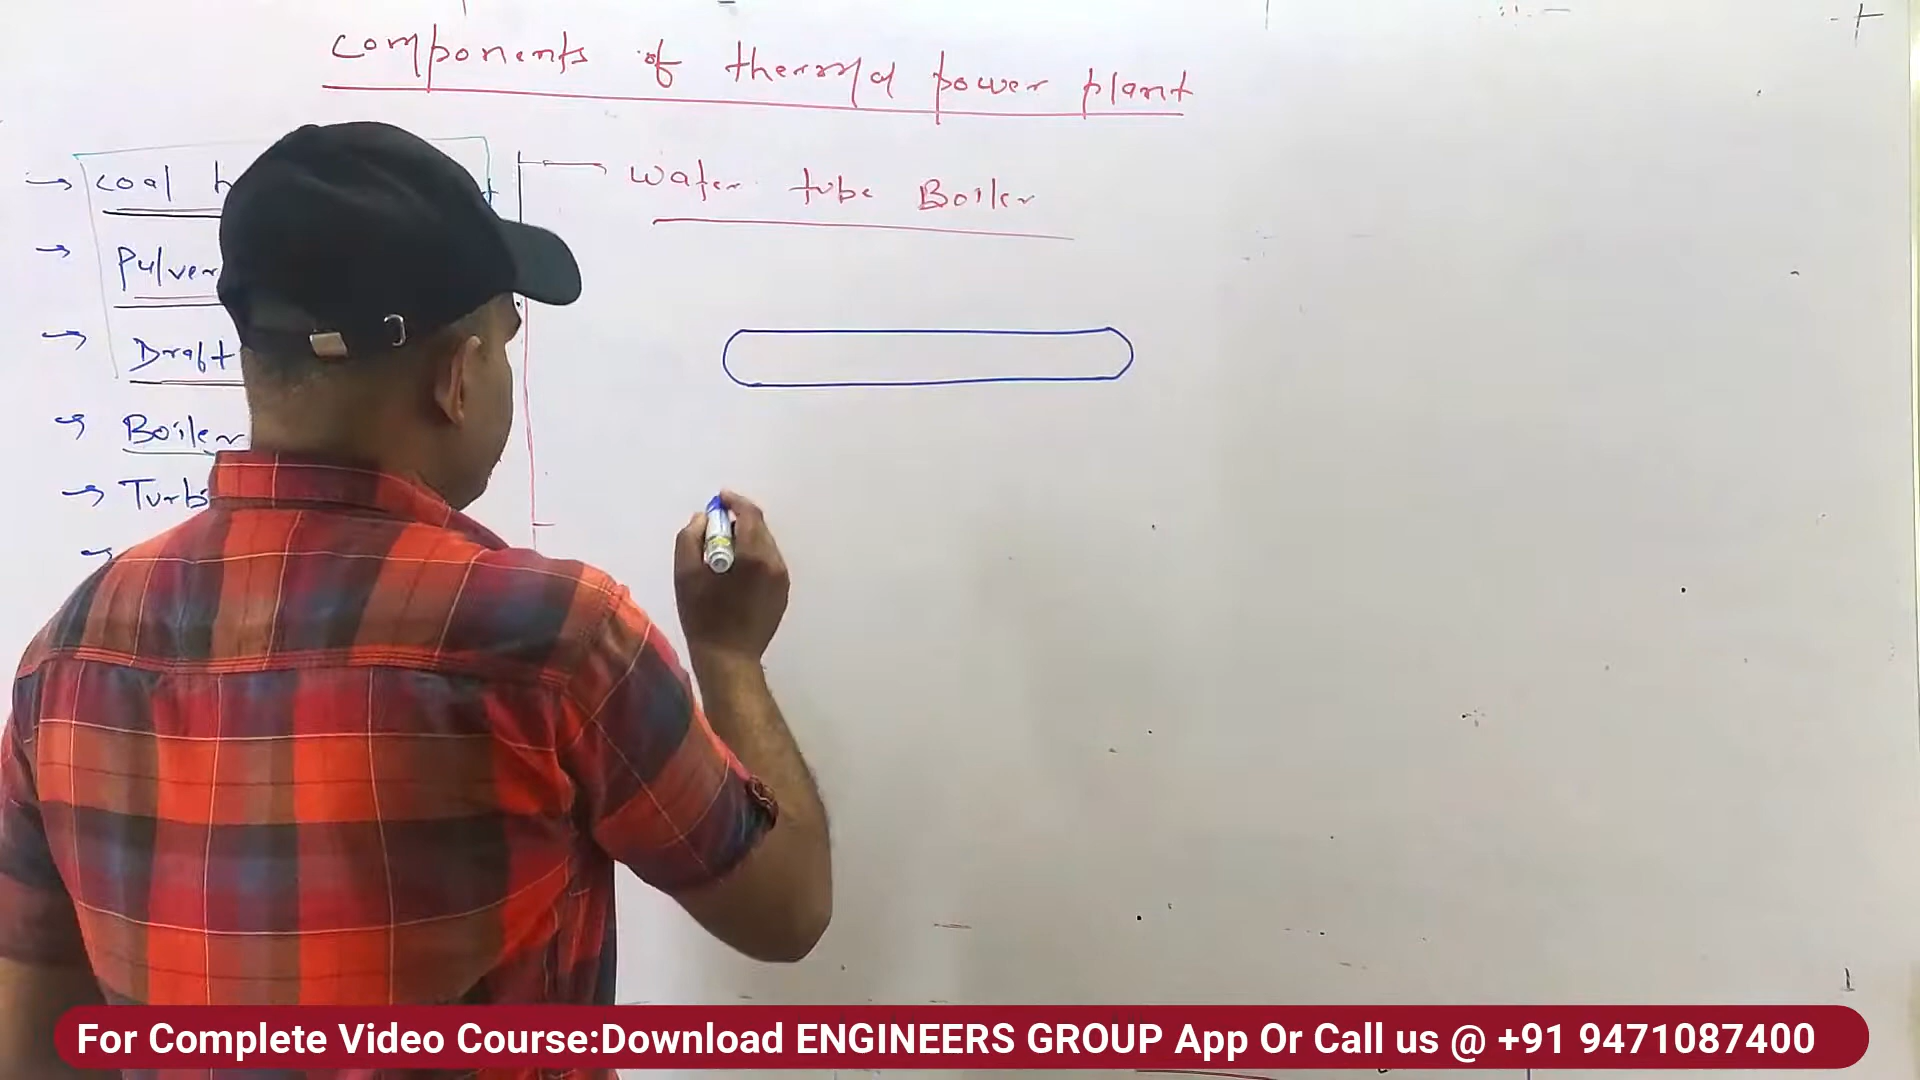 Components of thermal power plant
→ Coal h
→ Pulver
→ Draft
→ Boiler
→ Turb
Water tube Boiler
For Complete Video Course:Download ENGINEERS GROUP App Or Call us @ +91 9471087400